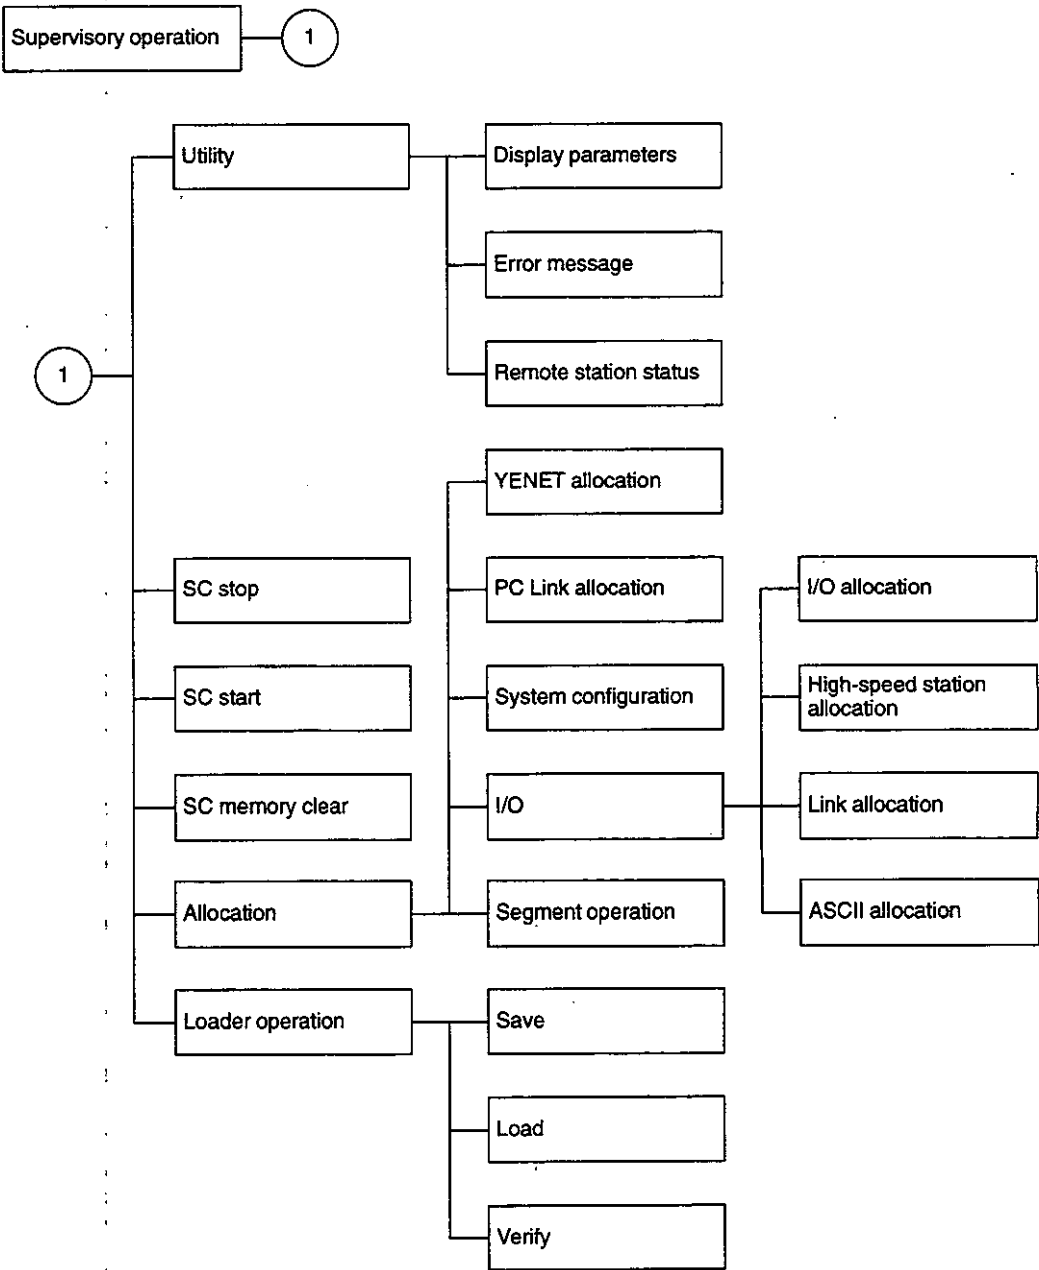 Supervisory operation
1
Utility
Display parameters
Error message
1
Remote station status
YENET allocation
SC stop
PC Link allocation
I/O allocation
SC start
System configuration
High-speed station
allocation
SC memory clear
I/O
Link allocation
Allocation
Segment operation
ASCII allocation
Loader operation
Save
Load
Verify